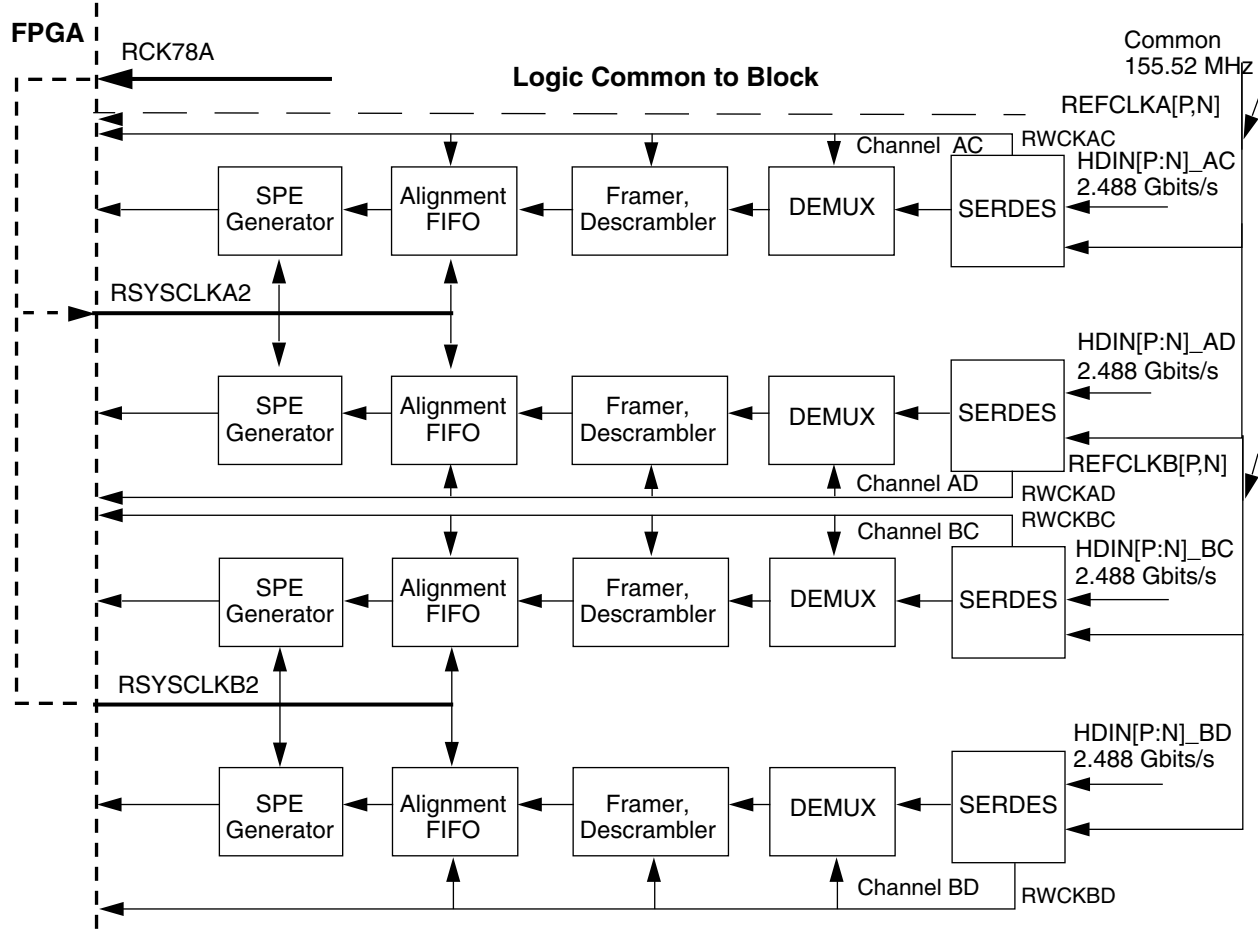 FPGA
RCK78A
Logic Common to Block
Common
155.52 MHz
REFCLKA[P,N]
Channel AC
RWCKAC
HDIN[P:N]_AC
2.488 Gbits/s
SPE
Generator
Alignment
FIFO
Framer,
Descrambler
DEMUX
SERDES
RSYSCLKA2
HDIN[P:N]_AD
2.488 Gbits/s
SPE
Generator
Alignment
FIFO
Framer,
Descrambler
DEMUX
SERDES
REFCLKB[P,N]
Channel AD
RWCKAD
RWCKBC
Channel BC
HDIN[P:N]_BC
2.488 Gbits/s
SPE
Generator
Alignment
FIFO
Framer,
Descrambler
DEMUX
SERDES
RSYSCLKB2
HDIN[P:N]_BD
2.488 Gbits/s
SPE
Generator
Alignment
FIFO
Framer,
Descrambler
DEMUX
SERDES
Channel BD
RWCKBD